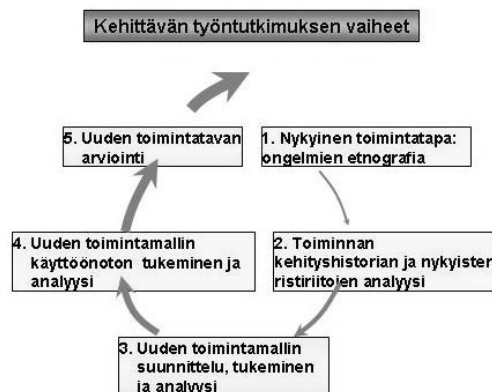 Kehittävän työntutkimuksen vaiheet
5. Uuden toimintatavan
arviointi
1. Nykyinen toimintatapa:
ongelmien etnografia
4. Uuden toimintamallin
käyttöönoton tukeminen ja
analyysi
2. Toiminnan
kehityshistorian ja nykyisten
ristiriitojen analyysi
3. Uuden toimintamallin
suunnittelu, tukeminen
ja analyysi